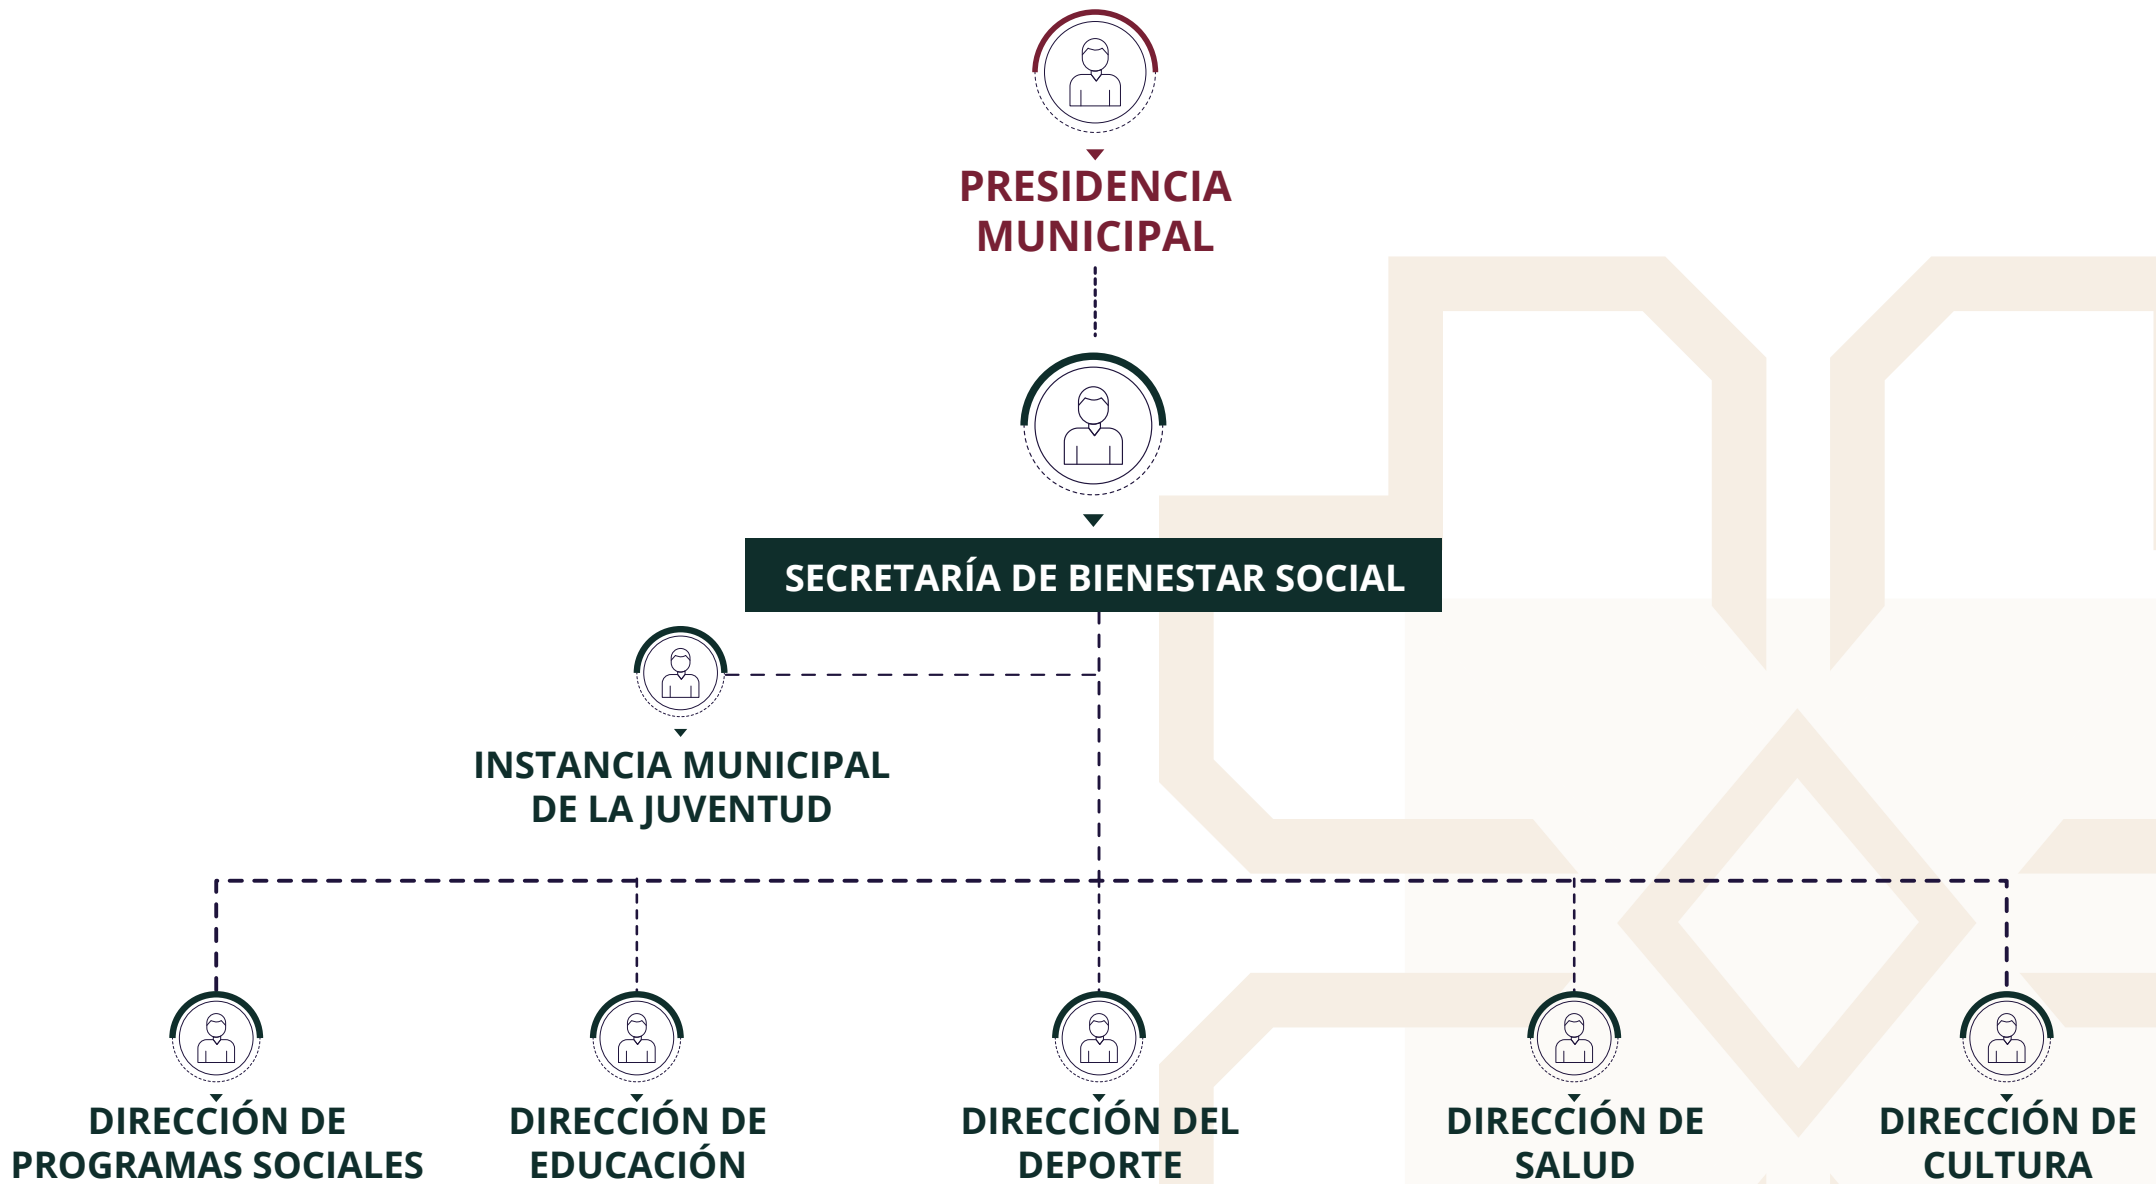 PRESIDENCIA
MUNICIPAL
SECRETARÍA DE BIENESTAR SOCIAL
INSTANCIA MUNICIPAL
DE LA JUVENTUD
DIRECCIÓN DE
PROGRAMAS SOCIALES
DIRECCIÓN DE
EDUCACIÓN
DIRECCIÓN DEL
DEPORTE
DIRECCIÓN DE
SALUD
DIRECCIÓN DE
CULTURA